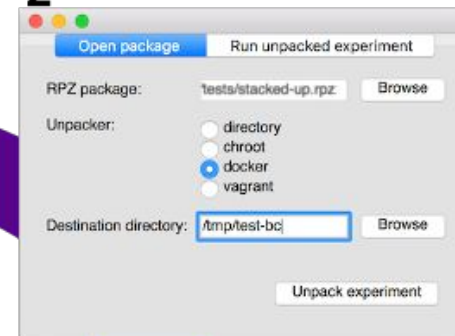 2
Open package Run unpacked experiment
RPZ package: tests/stacked-up.rpz Browse
Unpacker: directory
chroot
docker
vagrant
Destination directory: /tmp/test-bc Browse
Unpack experiment